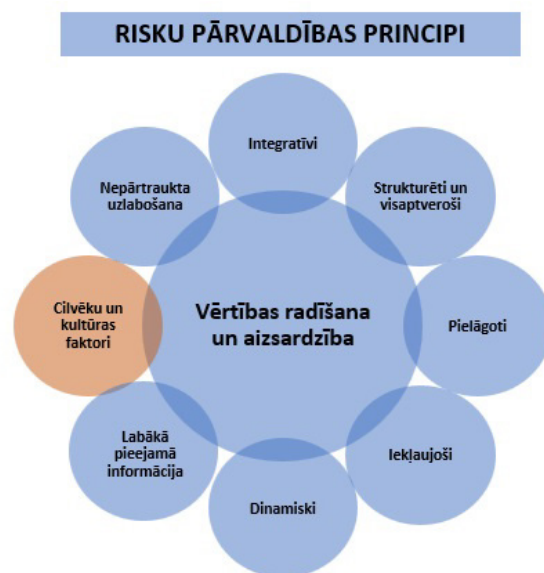 RISKU PĀRVALDĪBAS PRINCIPI
Integratīvi
Strukturēti un
visaptveroši
Pielāgoti
Iekļaujoši
Dinamiski
Labākā
pieejamā
informācija
Cilvēku un
kultūras
faktori
Nepārtraukta
uzlabošana
Vērtības radīšana
un aizsardzība